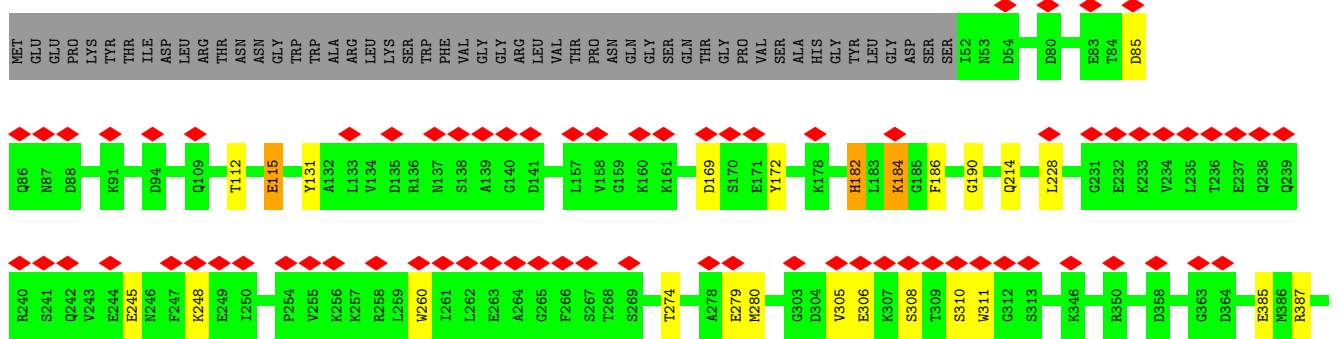 MET GLU GLU PRO LYS TYR THR ILE ASP LEU ARG THR ASN ASN GLY TRP TRP ALA ARG LEU LYS SER TRP PHE VAL GLY GLY ARG LEU VAL THR PRO ASN GLN GLY SER GLN THR GLY PRO VAL SER ALA HIS GLY TYR LEU GLY ASP SER SER I52 N53 D54 D80 E83 T84 D85
Q86 N87 D88 K91 D94 Q109 T112 E115 Y131 A132 L133 V134 D135 R136 N137 S138 A139 G140 D141 L157 V158 G159 K160 K161 D169 S170 E171 Y172 K178 H182 L183 K184 G185 F186 G190 Q214 L228 G231 E232 K233 V234 L235 T236 E237 Q238 Q239
R240 S241 Q242 V243 E244 E245 N246 F247 K248 E249 I250 P254 V255 K256 K257 R258 L259 W260 I261 L262 E263 A264 G265 F266 S267 T268 S269 T274 A278 E279 M280 G303 D304 V305 E306 K307 S308 T309 S310 W311 G312 S313 K346 R350 D358 G363 D364 E385 M386 R387